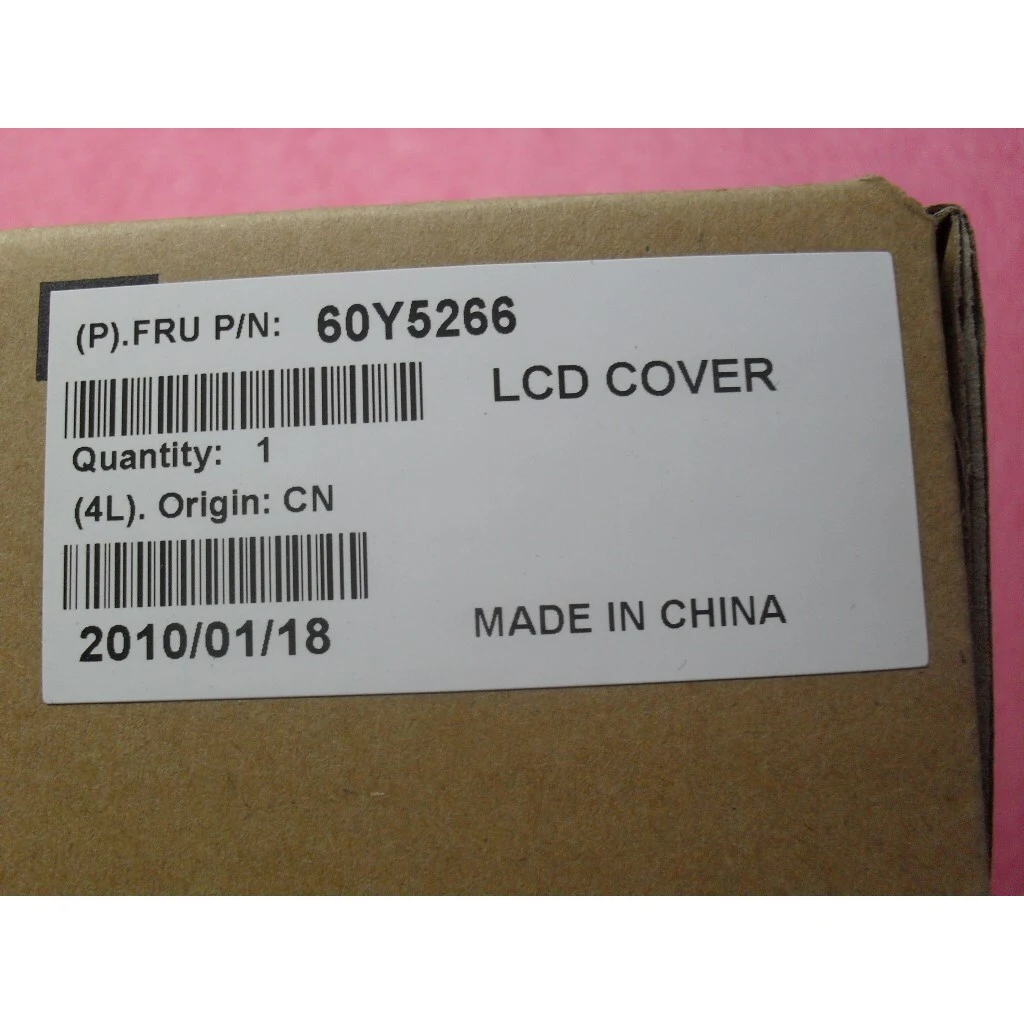 (P).FRU P/N: 60Y5266
LCD COVER
Quantity: 1
(4L). Origin: CN
2010/01/18
MADE IN CHINA